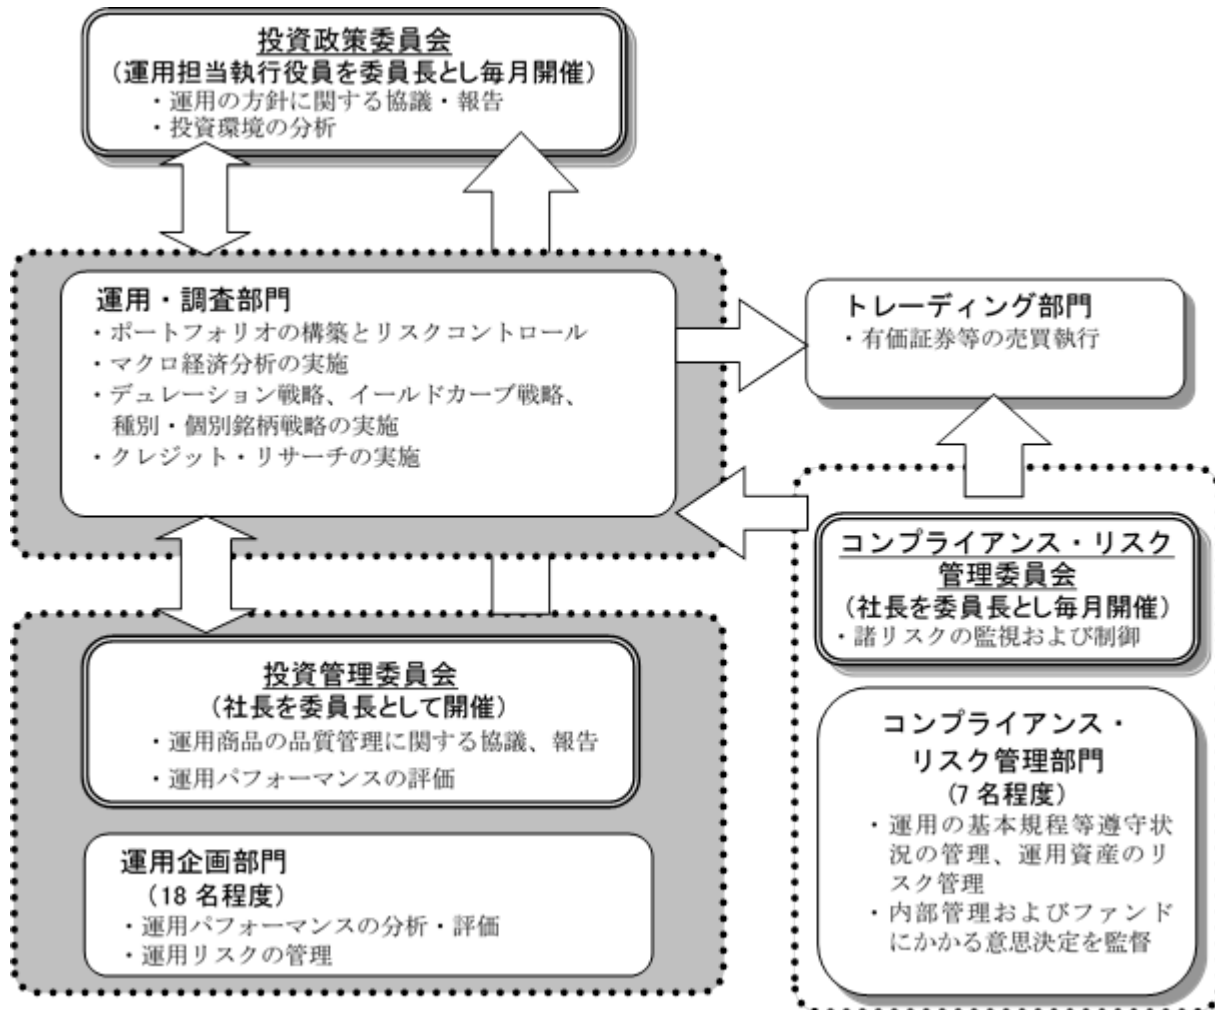 投資政策委員会
（運用担当執行役員を委員長とし毎月開催）
・運用の方針に関する協議・報告
・投資環境の分析
運用・調査部門
・ポートフォリオの構築とリスクコントロール
・マクロ経済分析の実施
・デュレーション戦略、イールドカーブ戦略、
種別・個別銘柄戦略の実施
・クレジット・リサーチの実施
トレーディング部門
・有価証券等の売買執行
コンプライアンス・リスク
管理委員会
（社長を委員長とし毎月開催）
・諸リスクの監視および制御
投資管理委員会
（社長を委員長として開催）
・運用商品の品質管理に関する協議、報告
・運用パフォーマンスの評価
運用企画部門
（18 名程度）
・運用パフォーマンスの分析・評価
・運用リスクの管理
コンプライアンス・
リスク管理部門
（7 名程度）
・運用の基本規程等遵守状
況の管理、運用資産のリ
スク管理
・内部管理およびファンド
にかかる意思決定を監督